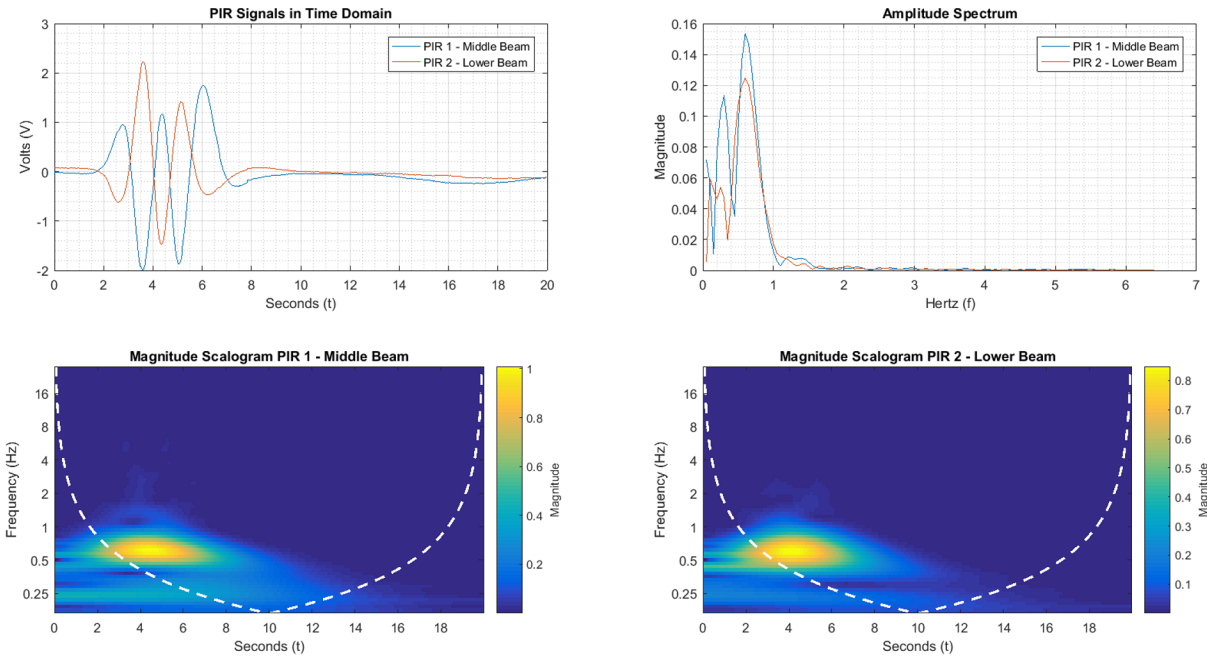 PIR Signals in Time Domain
3
2
1
0
-1
-2
Volts (V)
PIR 1 - Middle Beam
PIR 2 - Lower Beam
0 2 4 6 8 10 12 14 16 18 20
Seconds (t)
Amplitude Spectrum
0.16
0.14
0.12
0.1
0.08
0.06
0.04
0.02
0
Magnitude
PIR 1 - Middle Beam
PIR 2 - Lower Beam
0 1 2 3 4 5 6 7
Hertz (f)
Magnitude Scalogram PIR 1 - Middle Beam
16
8
4
2
1
0.5
0.25
Frequency (Hz)
0 2 4 6 8 10 12 14 16 18
Seconds (t)
1
0.8
0.6
0.4
0.2
Magnitude
Magnitude Scalogram PIR 2 - Lower Beam
16
8
4
2
1
0.5
0.25
Frequency (Hz)
0 2 4 6 8 10 12 14 16 18
Seconds (t)
0.8
0.7
0.6
0.5
0.4
0.3
0.2
0.1
Magnitude